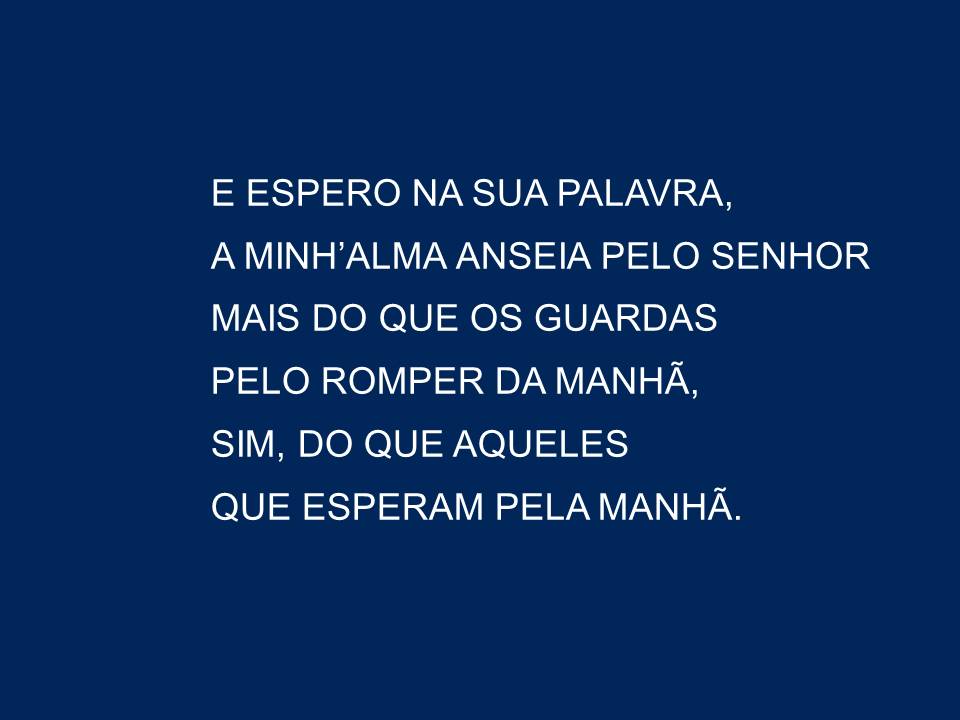 E ESPERO NA SUA PALAVRA,
A MINH’ALMA ANSEIA PELO SENHOR
MAIS DO QUE OS GUARDAS
PELO ROMPER DA MANHÃ,
SIM, DO QUE AQUELES
QUE ESPERAM PELA MANHÃ.